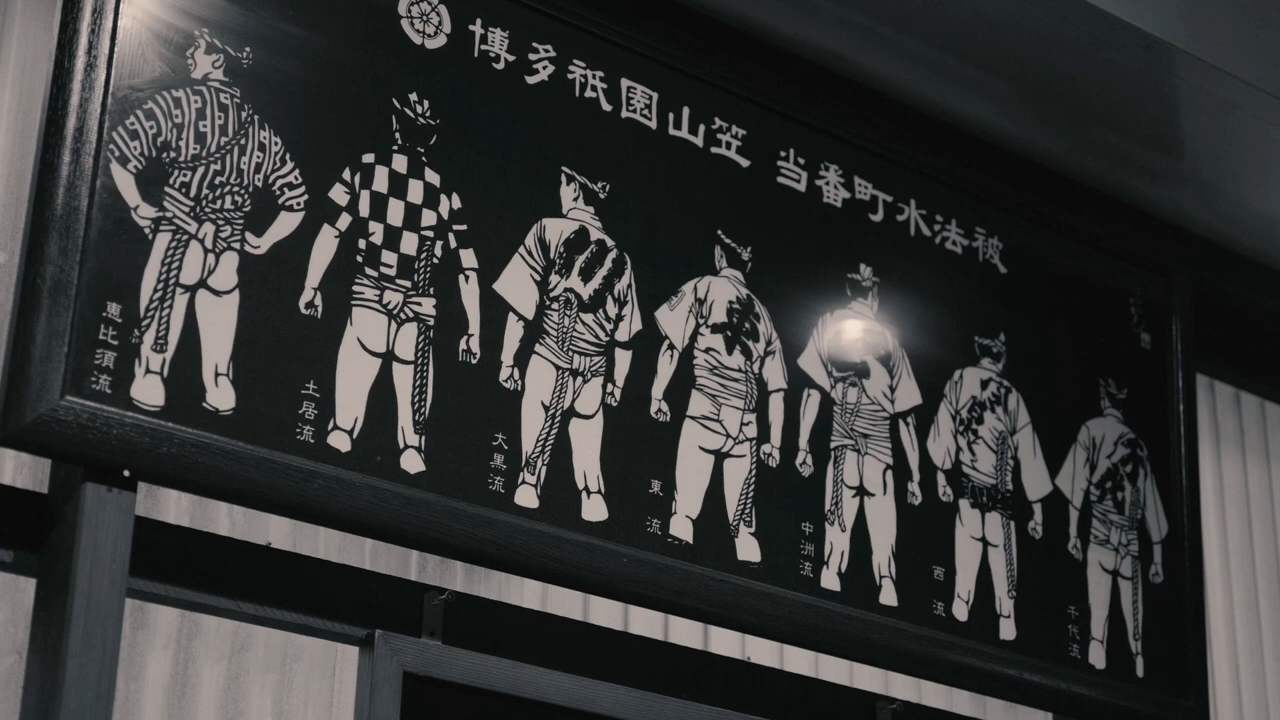 博多祇園山笠 当番町水法被
恵比須流
土居流
大黒流
東 流
中洲流
西 流
千代流